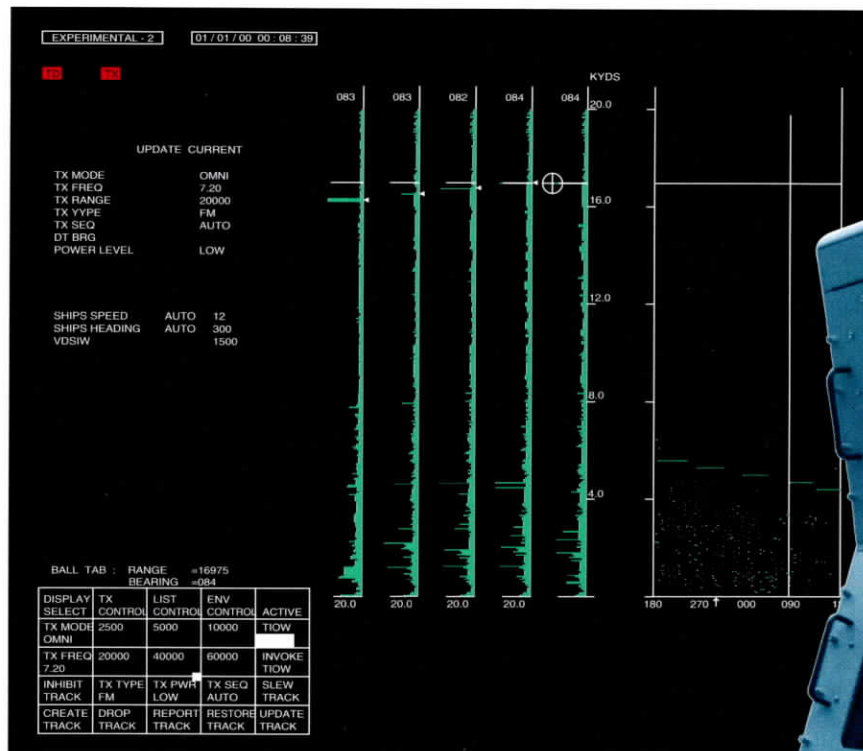 EXPERIMENTAL - 2 01 / 01 / 00 00 : 08 : 39
TD TX
KYDS
083 083 082 084 084
20.0
16.0
12.0
8.0
4.0
UPDATE CURRENT
TX MODE OMNI
TX FREQ 7.20
TX RANGE 20000
TX YYPE FM
TX SEQ AUTO
DT BRG
POWER LEVEL LOW
SHIPS SPEED AUTO 12
SHIPS HEADING AUTO 300
VDSIW 1500
20.0 20.0 20.0 20.0 20.0 180 270 000 090
BALL TAB : RANGE =16975
BEARING =084
DISPLAY TX LIST ENV
SELECT CONTROL CONTROL CONTROL ACTIVE
TX MODE 2500 5000 10000 TIOW
OMNI
TX FREQ 20000 40000 60000 INVOKE
7.20 TIOW
INHIBIT TX TYPE TX PWR TX SEQ SLEW
TRACK FM LOW AUTO TRACK
CREATE DROP REPORT RESTORE UPDATE
TRACK TRACK TRACK TRACK TRACK